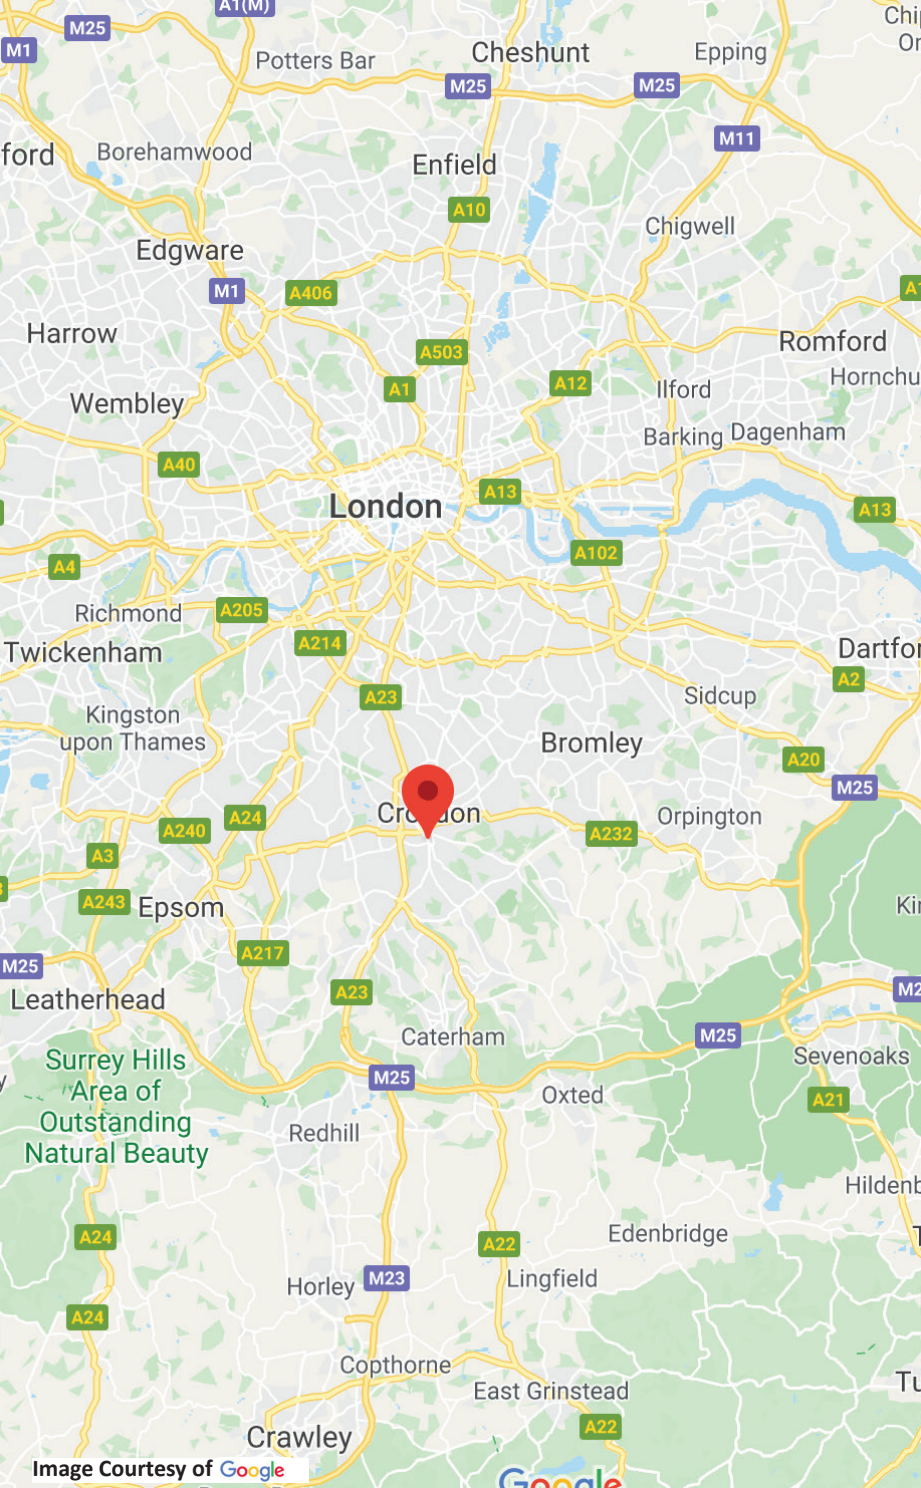 A1(M)
Chi
M25
M1
Potters Bar
Cheshunt
Epping
M25
M25
M11
ford
Borehamwood
Enfield
A10
Chigwell
Edgware
M1
A406
Harrow
A503
Romford
A1
A12
Ilford
Hornchu
Wembley
Barking
Dagenham
A40
A13
London
A13
A102
A4
Richmond
A205
A214
Twickenham
Dartfor
A2
A23
Sidcup
Kingston
upon Thames
Bromley
A20
M25
Croydon
A24
A240
A232
Orpington
A3
A243
Epsom
Kin
A217
M25
Leatherhead
A23
M2
Caterham
M25
Sevenoaks
Surrey Hills
Area of
Outstanding
Natural Beauty
M25
Oxted
A21
Redhill
Hildenb
A24
A22
Edenbridge
Horley
M23
Lingfield
A24
Copthorne
East Grinstead
Tu
A22
Crawley
Image Courtesy of Google
Google